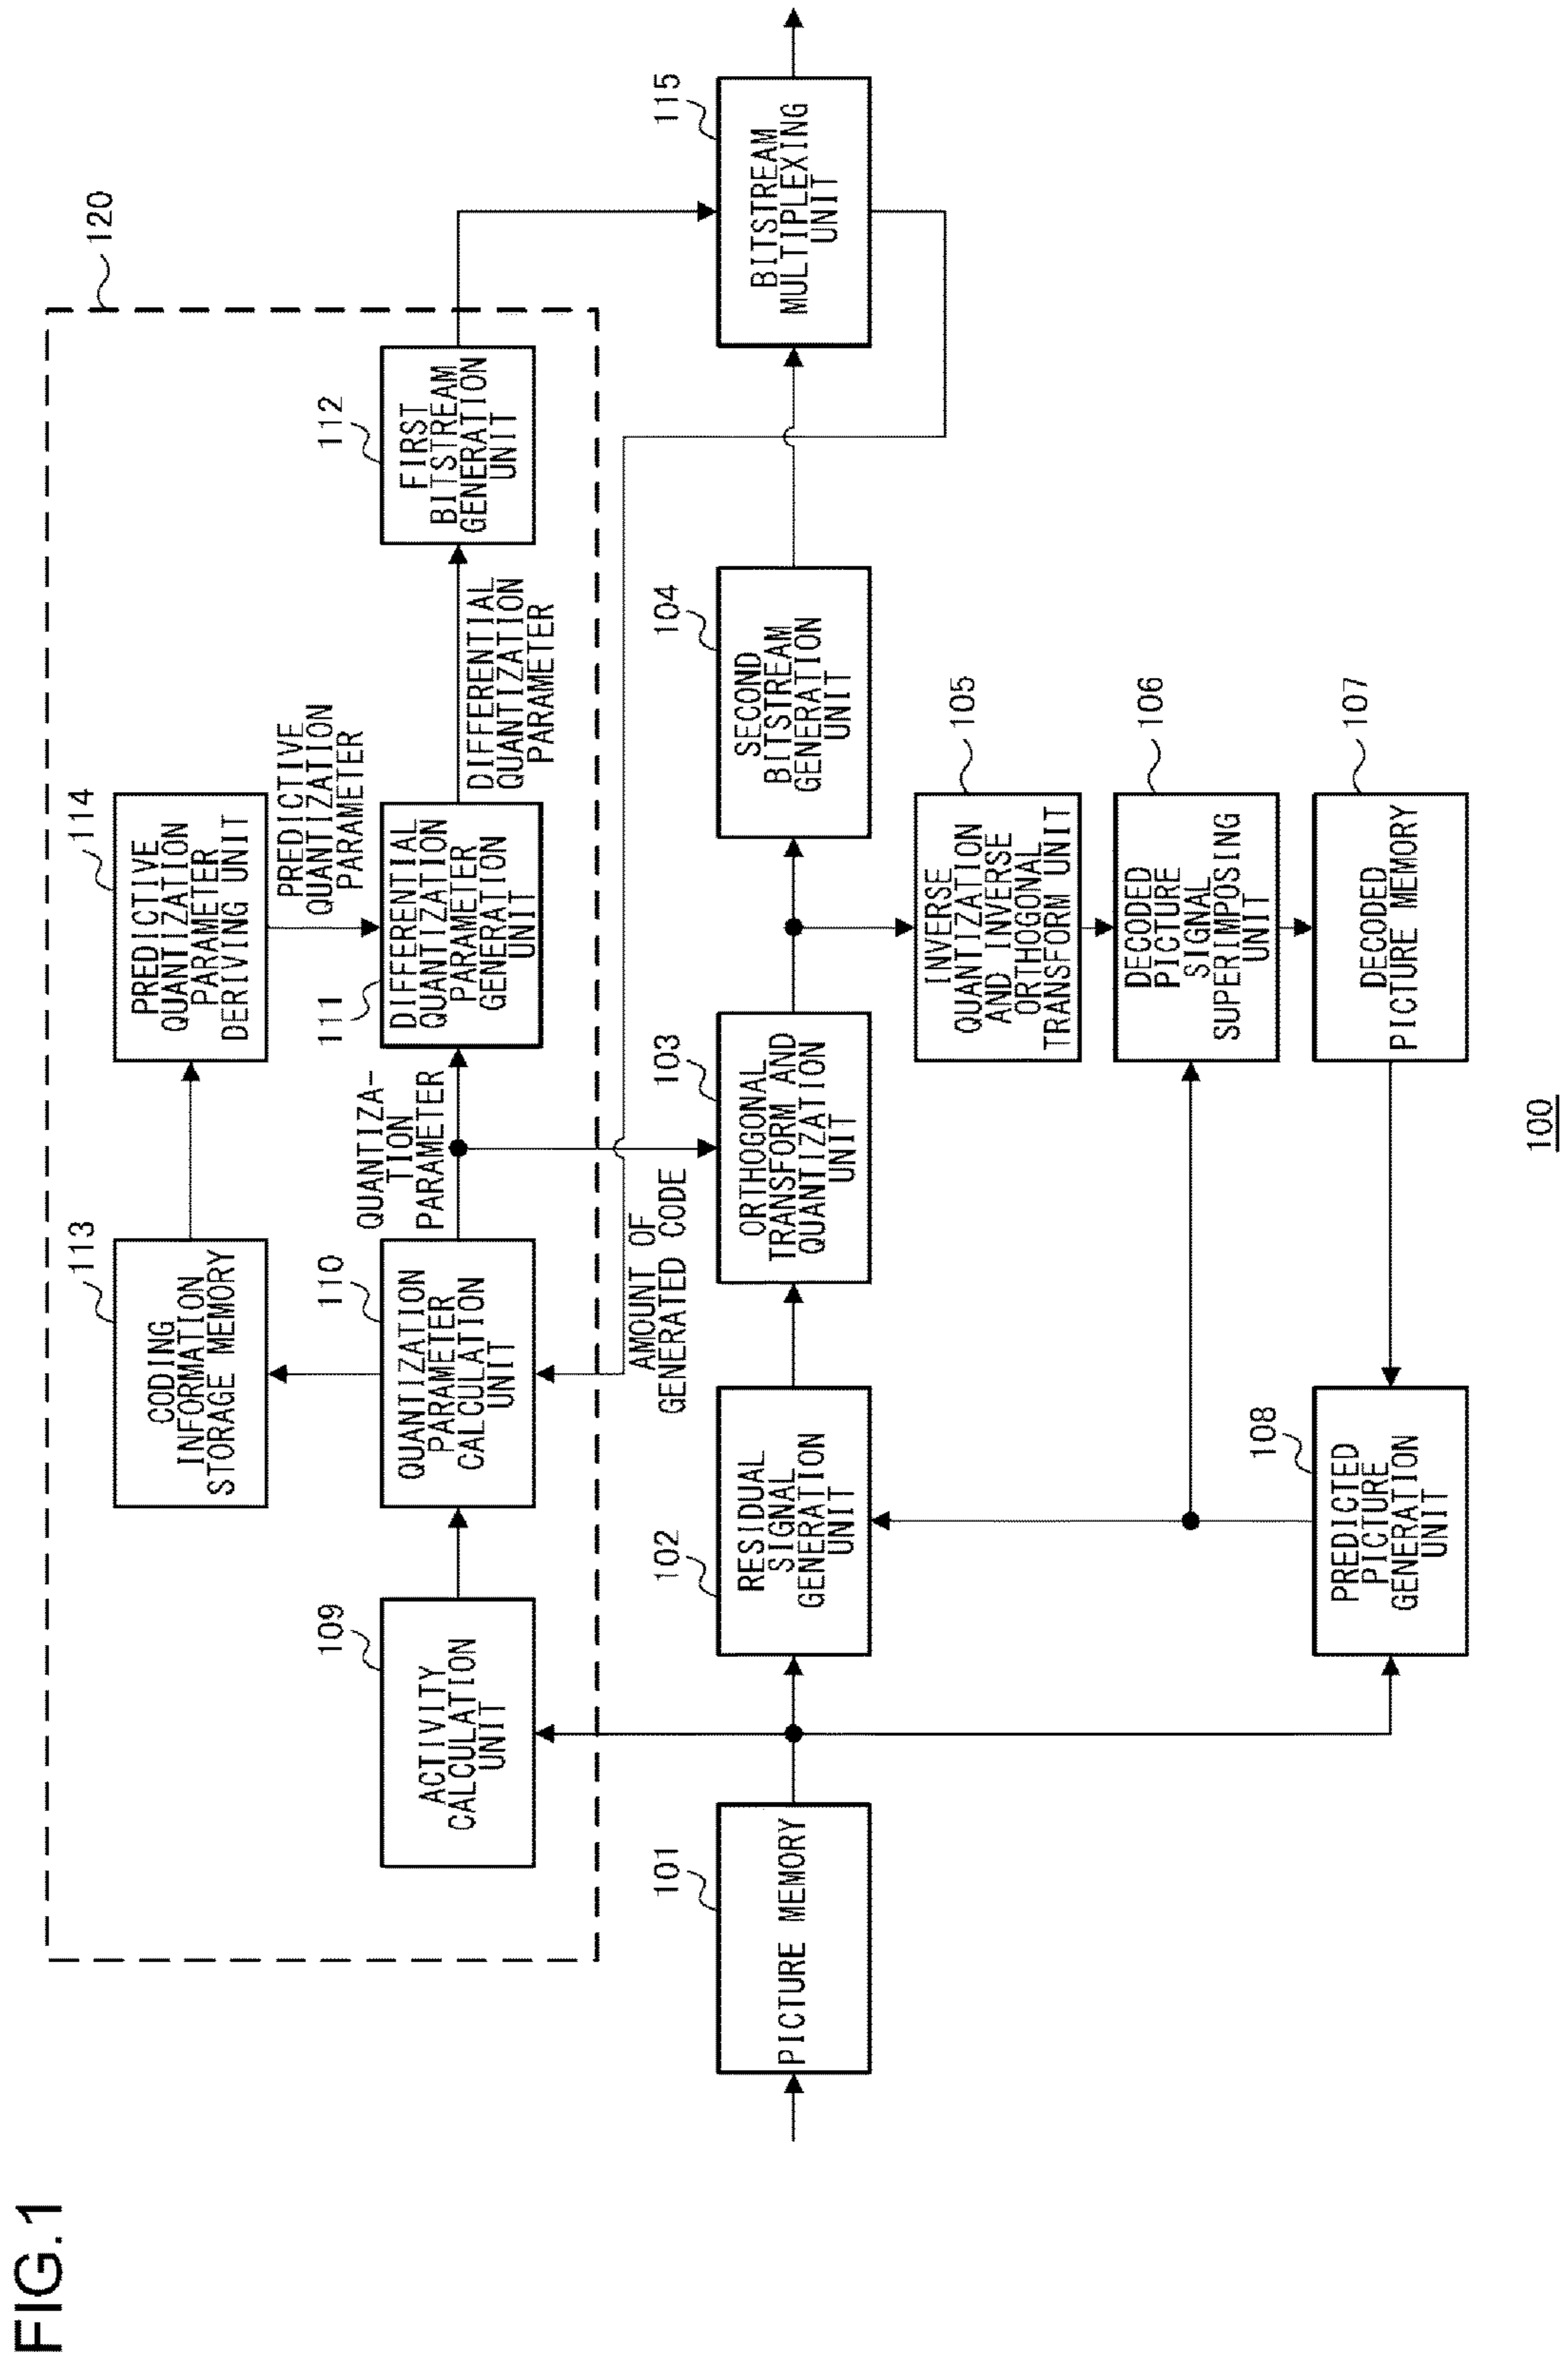 FIG.1
120
113
CODING
INFORMATION
STORAGE MEMORY
114
PREDICTIVE
QUANTIZATION
PARAMETER
DERIVING UNIT
PREDICTIVE
QUANTIZATION
PARAMETER
109
ACTIVITY
CALCULATION
UNIT
110
QUANTIZATION
PARAMETER
CALCULATION
UNIT
QUANTIZA-
TION
PARAMETER
111
DIFFERENTIAL
QUANTIZATION
PARAMETER
GENERATION
UNIT
DIFFERENTIAL
QUANTIZATION
PARAMETER
112
FIRST
BITSTREAM
GENERATION
UNIT
AMOUNT OF
GENERATED CODE
101
PICTURE MEMORY
102
RESIDUAL
SIGNAL
GENERATION
UNIT
103
ORTHOGONAL
TRANSFORM AND
QUANTIZATION
UNIT
104
SECOND
BITSTREAM
GENERATION
UNIT
115
BITSTREAM
MULTIPLEXING
UNIT
105
INVERSE
QUANTIZATION
AND INVERSE
ORTHOGONAL
TRANSFORM UNIT
106
DECODED
PICTURE
SIGNAL
SUPERIMPOSING
UNIT
108
PREDICTED
PICTURE
GENERATION
UNIT
107
DECODED
PICTURE MEMORY
100